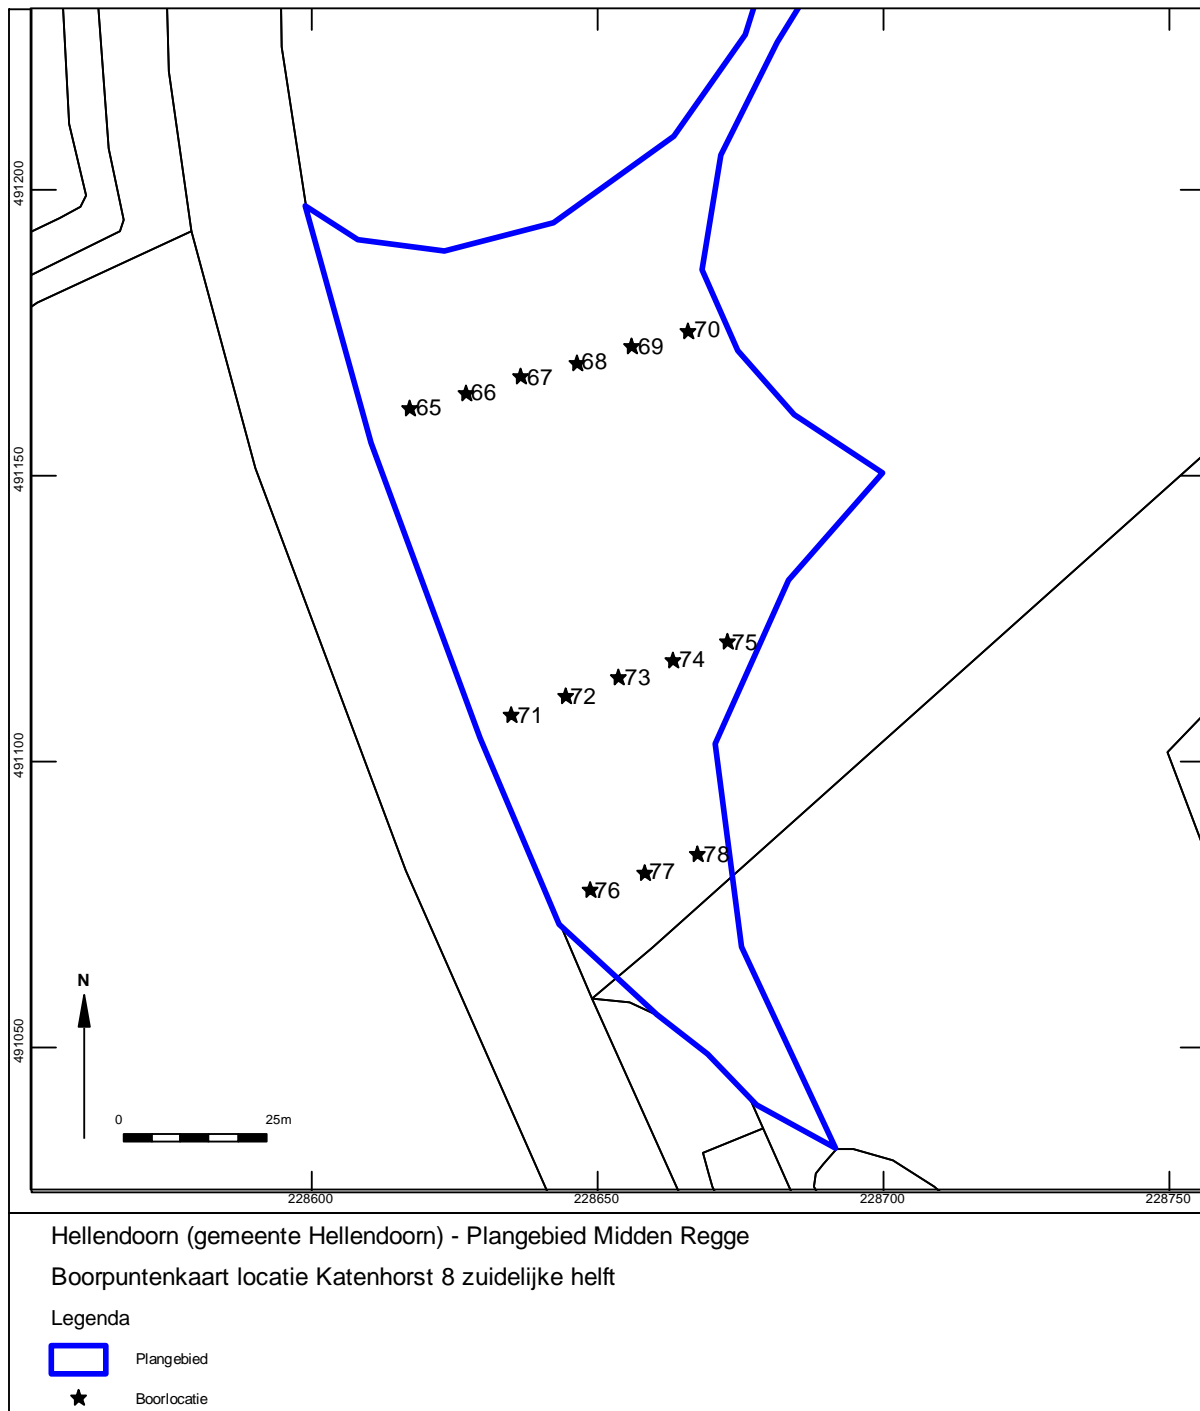 491200
70
69
68
67
66
65
491150
75
74
73
72
71
491100
78
77
76
N
491050
0 25m
228600 228650 228700 228750
Hellendoorn (gemeente Hellendoorn) - Plangebied Midden Regge
Boorpuntenkaart locatie Katenhorst 8 zuidelijke helft
Legenda
Plangebied
Boorlocatie